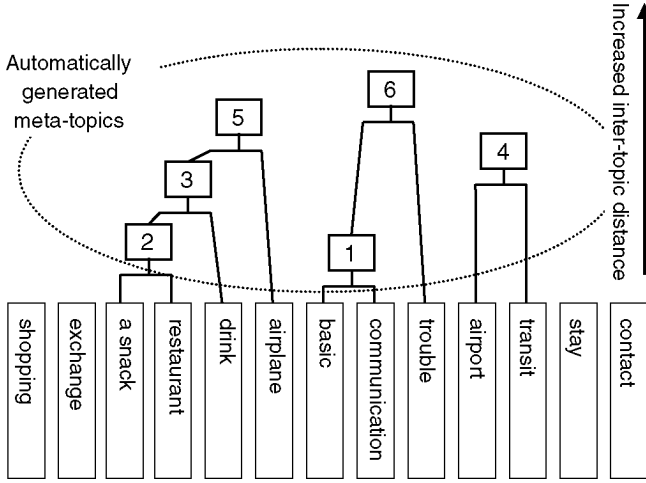 Automatically
generated
meta-topics
Increased inter-topic distance
6
5
4
3
2
1
shopping
exchange
a snack
restaurant
drink
airplane
basic
communication
trouble
airport
transit
stay
contact